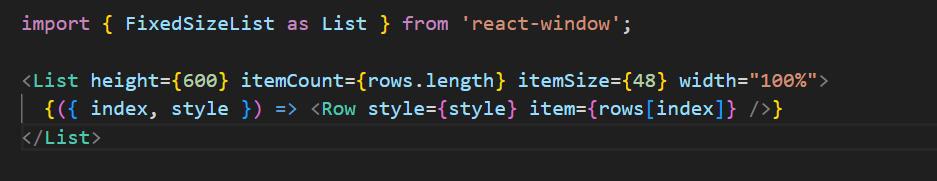 import { FixedSizeList as List } from 'react-window';
<List height={600} itemCount={rows.length} itemSize={48} width="100%">
  {({ index, style }) => <Row style={style} item={rows[index]} />}
</List>